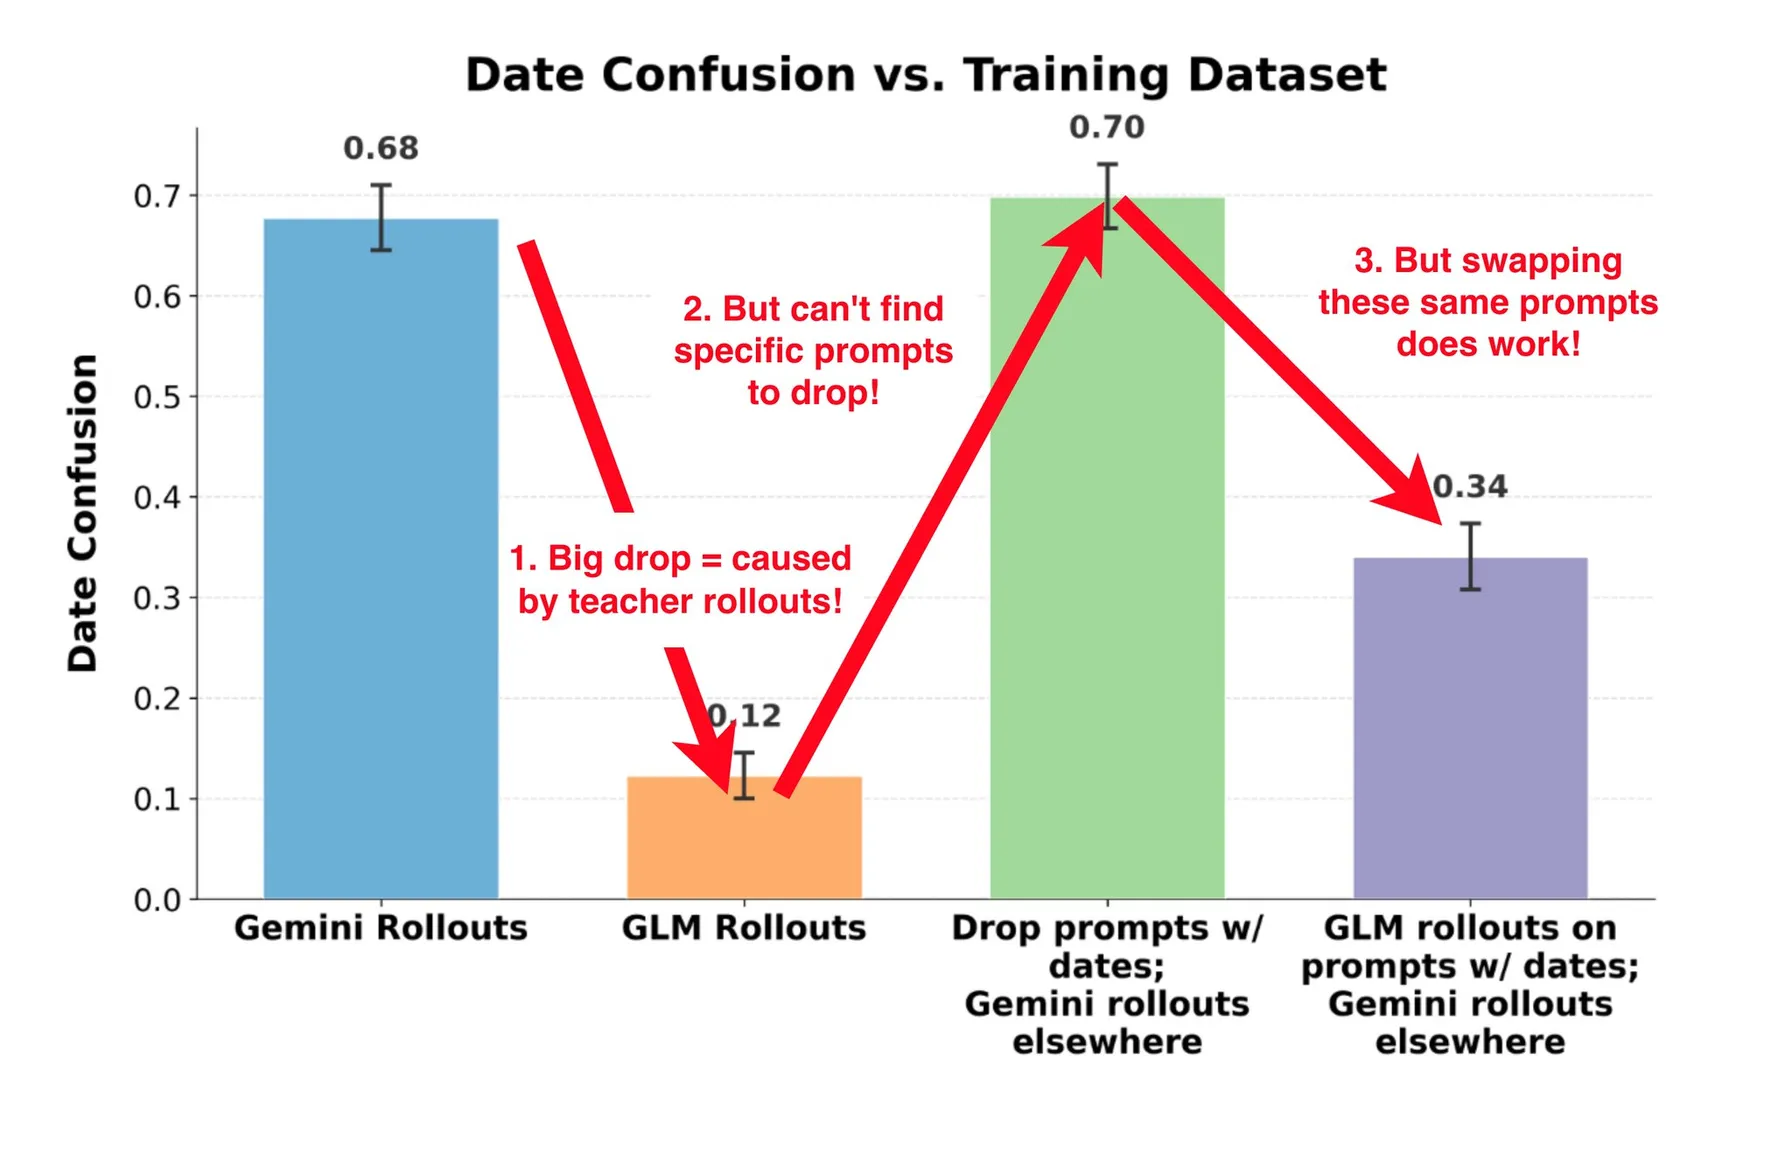 Date Confusion vs. Training Dataset
Date Confusion
0.7
0.6
0.5
0.4
0.3
0.2
0.1
0.0
0.68
0.12
0.70
0.34
1. Big drop = caused
by teacher rollouts!
2. But can't find
specific prompts
to drop!
3. But swapping
these same prompts
does work!
Gemini Rollouts
GLM Rollouts
Drop prompts w/
dates;
Gemini rollouts
elsewhere
GLM rollouts on
prompts w/ dates;
Gemini rollouts
elsewhere